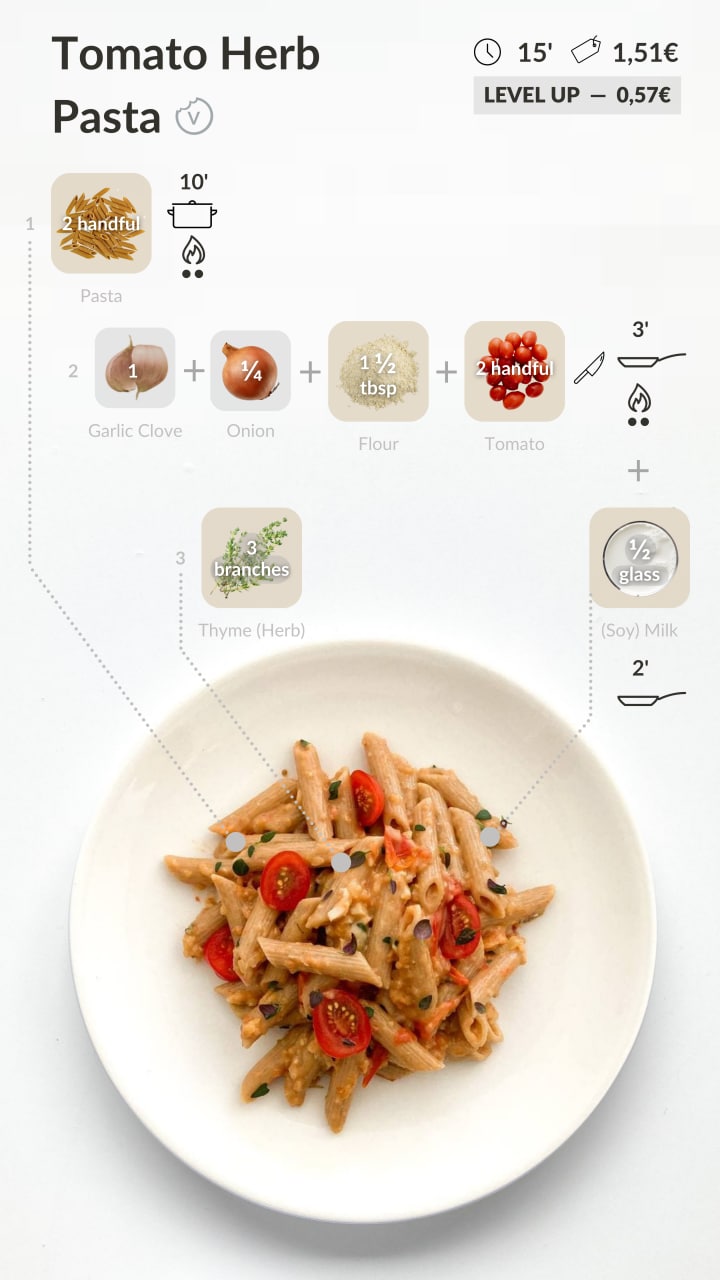 Tomato Herb
Pasta V
15' 1,51€
LEVEL UP — 0,57€
1
2 handful
10'
Pasta
2
1
+
¼
+
1 ½
tbsp
+
2 handful
3'
Garlic Clove
Onion
Flour
Tomato
+
3
3
branches
½
glass
Thyme (Herb)
(Soy) Milk
2'